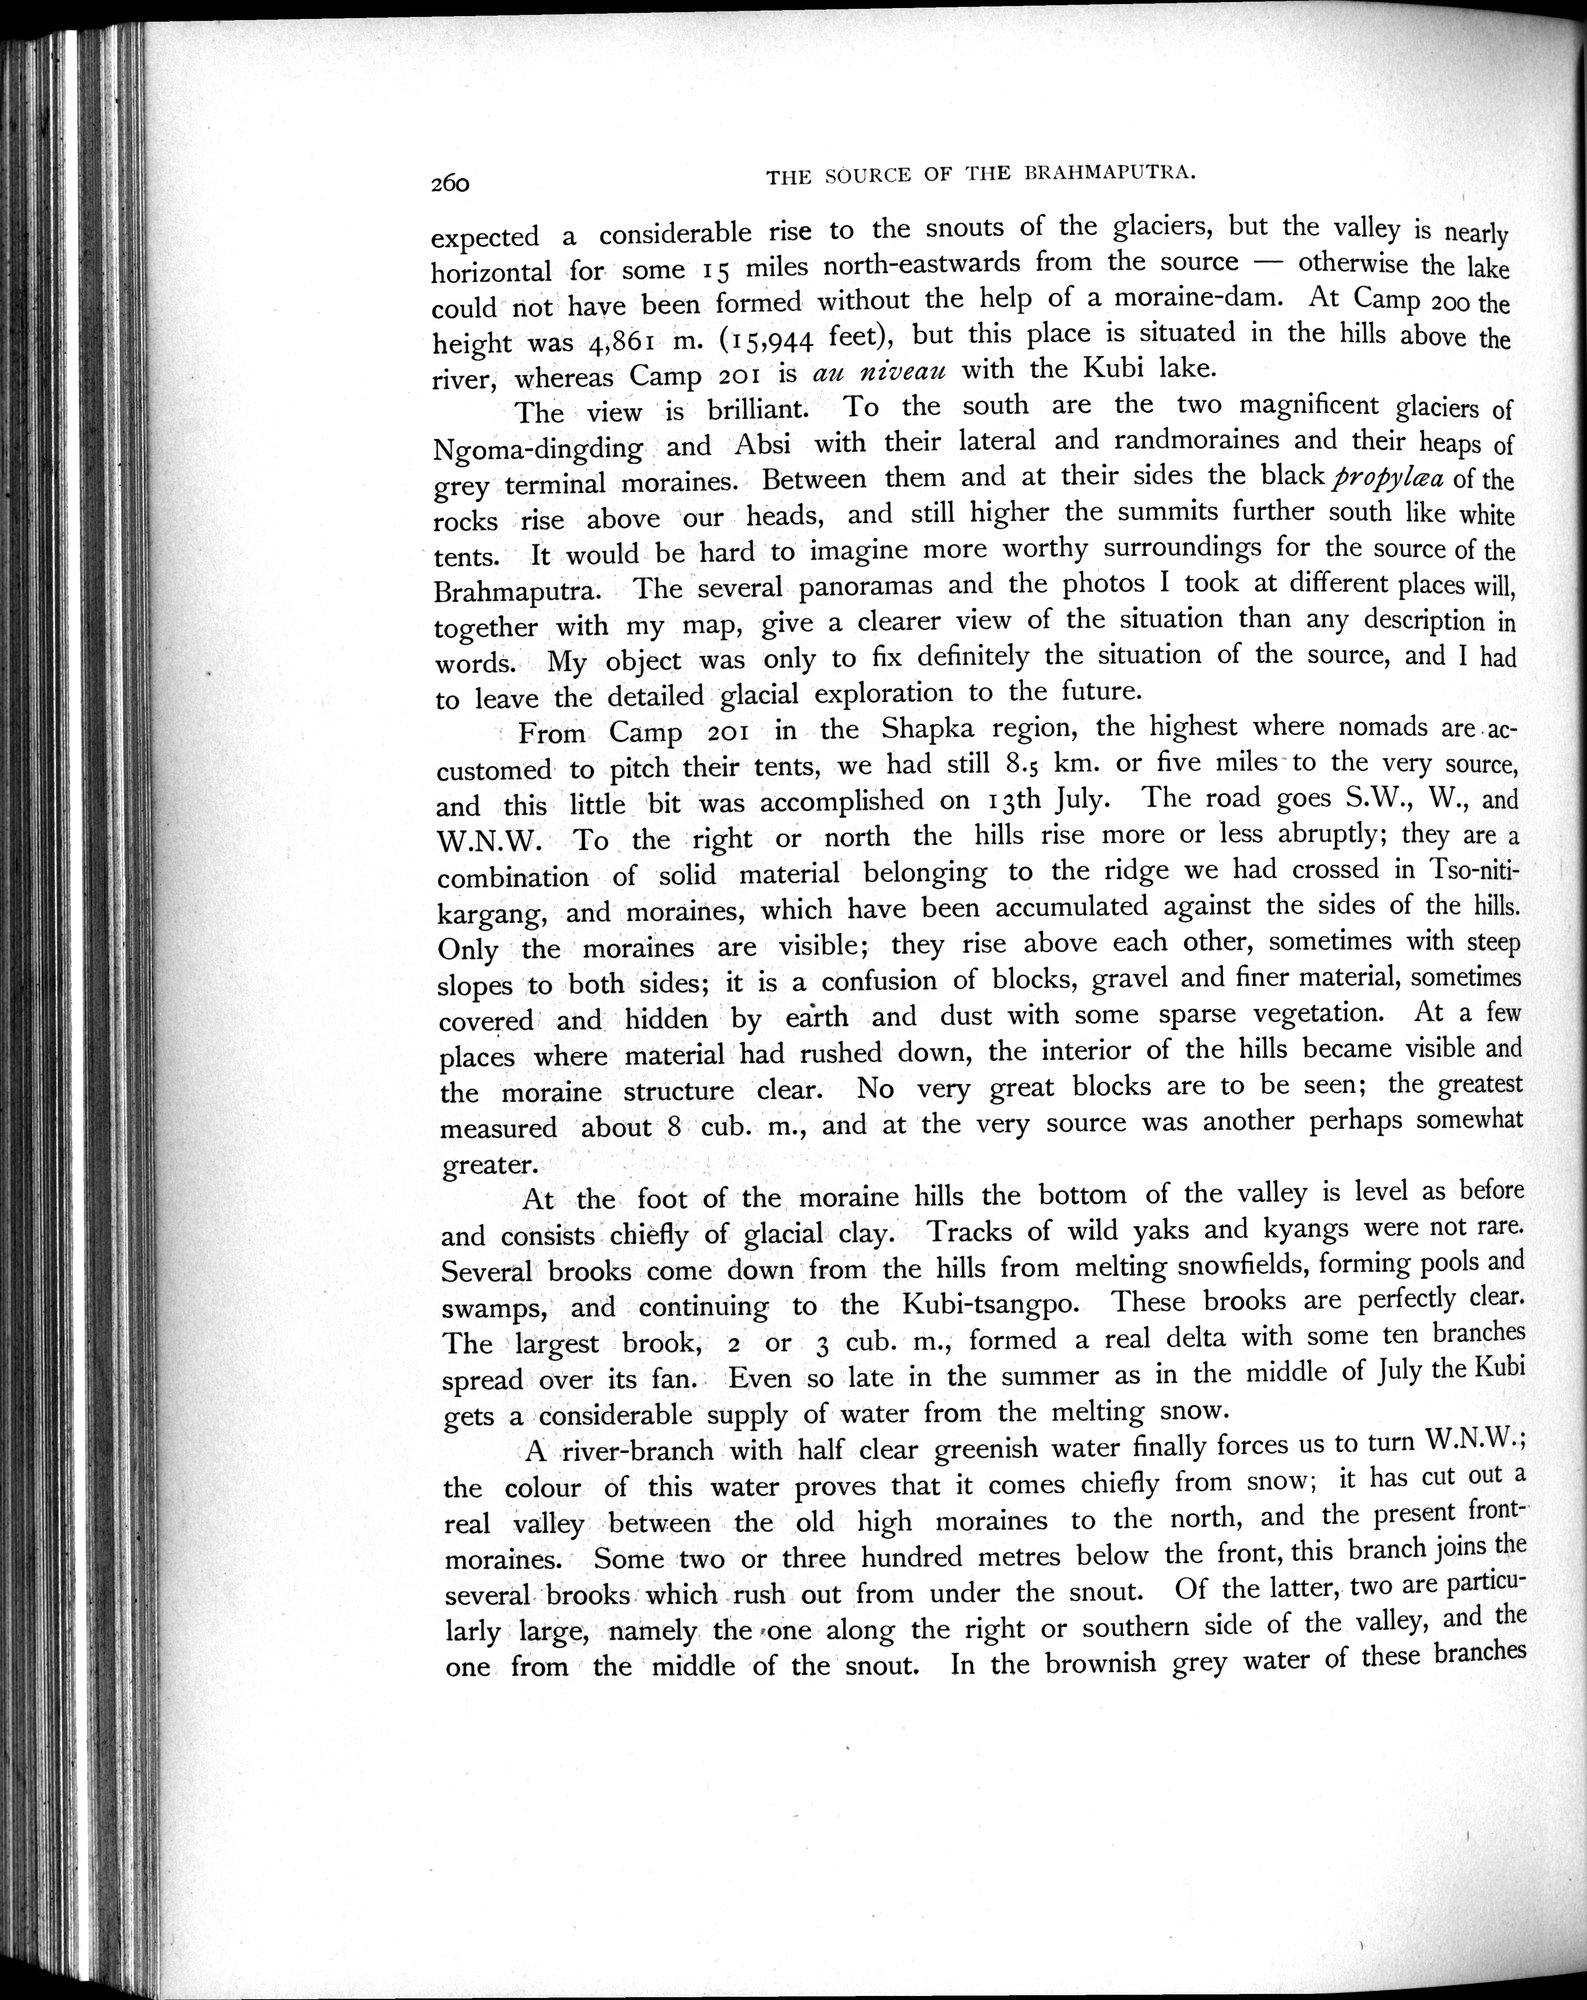 260
THE SOURCE OF THE BRAHMAPUTRA.
expected a considerable rise to the snouts of the glaciers, but the valley is nearly
horizontal for some 15 miles north-eastwards from the source — otherwise the lake
could not have been formed without the help of a moraine-dam. At Camp 200 the
height was 4,861 m. (15,944 feet), but this place is situated in the hills above the
river, whereas Camp 201 is au niveau with the Kubi lake.
The view is brilliant. To the south are the two magnificent glaciers of
Ngoma-dingding and Absi with their lateral and randmoraines and their heaps of
grey terminal moraines. Between them and at their sides the black propylæa of the
rocks rise above our heads, and still higher the summits further south like white
tents. It would be hard to imagine more worthy surroundings for the source of the
Brahmaputra. The several panoramas and the photos I took at different places will,
together with my map, give a clearer view of the situation than any description in
words. My object was only to fix definitely the situation of the source, and I had
to leave the detailed glacial exploration to the future.
From Camp 201 in the Shapka region, the highest where nomads are ac-
customed to pitch their tents, we had still 8.5 km. or five miles to the very source,
and this little bit was accomplished on 13th July. The road goes S.W., W., and
W.N.W. To the right or north the hills rise more or less abruptly; they are a
combination of solid material belonging to the ridge we had crossed in Tso-niti-
kargang, and moraines, which have been accumulated against the sides of the hills.
Only the moraines are visible; they rise above each other, sometimes with steep
slopes to both sides; it is a confusion of blocks, gravel and finer material, sometimes
covered and hidden by earth and dust with some sparse vegetation. At a few
places where material had rushed down, the interior of the hills became visible and
the moraine structure clear. No very great blocks are to be seen; the greatest
measured about 8 cub. m., and at the very source was another perhaps somewhat
greater.
At the foot of the moraine hills the bottom of the valley is level as before
and consists chiefly of glacial clay. Tracks of wild yaks and kyangs were not rare.
Several brooks come down from the hills from melting snowfields, forming pools and
swamps, and continuing to the Kubi-tsangpo. These brooks are perfectly clear.
The largest brook, 2 or 3 cub. m., formed a real delta with some ten branches
spread over its fan. Even so late in the summer as in the middle of July the Kubi
gets a considerable supply of water from the melting snow.
A river-branch with half clear greenish water finally forces us to turn W.N.W.;
the colour of this water proves that it comes chiefly from snow; it has cut out a
real valley between the old high moraines to the north, and the present front-
moraines. Some two or three hundred metres below the front, this branch joins the
several brooks which rush out from under the snout. Of the latter, two are particu-
larly large, namely the one along the right or southern side of the valley, and the
one from the middle of the snout. In the brownish grey water of these branches